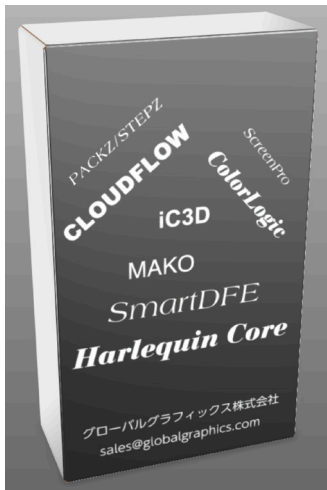 PACKZ/STEPZ
CLOUDFLOW
ScreenPro
ColorLogic
iC3D
MAKO
SmartDFE
Harlequin Core
グローバルグラフィックス株式会社
sales@globalgraphics.com